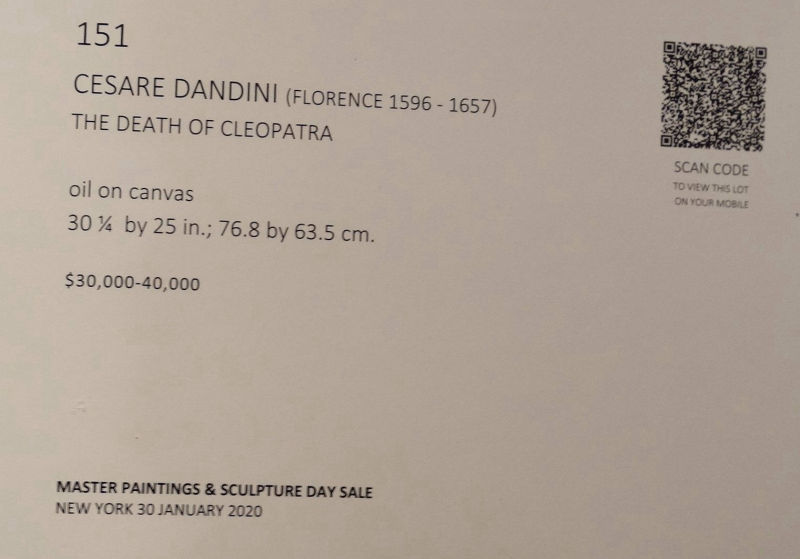 151
CESARE DANDINI (FLORENCE 1596 - 1657)
THE DEATH OF CLEOPATRA
oil on canvas
30 ¼ by 25 in.; 76.8 by 63.5 cm.
$30,000-40,000
SCAN CODE
TO VIEW THIS LOT
ON YOUR MOBILE
MASTER PAINTINGS & SCULPTURE DAY SALE
NEW YORK 30 JANUARY 2020